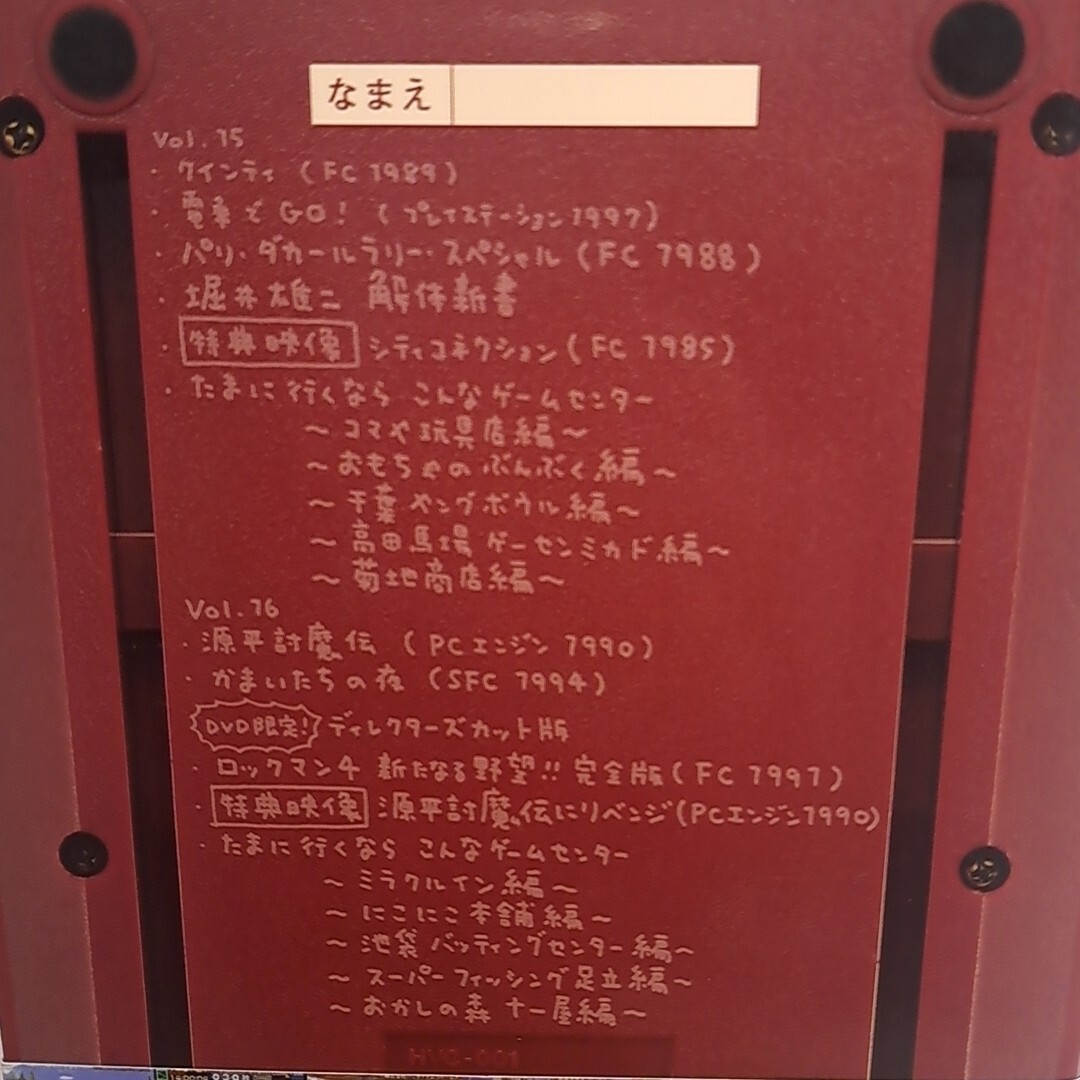 なまえ
Vol.15
・クインティ（FC 1989）
・電車でGO!（プレイステーション1997）
・パリ・ダカールラリー・スペシャル（FC 1988）
・堀井雄二 解体新書
・特典映像 シティコネクション（FC 1985）
・たまに行くなら こんなゲームセンター
～コマヤ玩具店編～
～おもちゃのぶんぶく編～
～千葉ヤングボウル編～
～高田馬場ゲーセンミカド編～
～菊地商店編～
Vol.16
・源平討魔伝（PCエンジン 1990）
・かまいたちの夜（SFC 1994）
DVD限定! ディレクターズカット版
・ロックマン4 新たなる野望!! 完全版（FC 1991）
・特典映像 源平討魔伝にリベンジ（PCエンジン1990）
・たまに行くなら こんなゲームセンター
～ミラクルイン編～
～にこにこ本舗編～
～池袋バッティングセンター編～
～スーパーフィッシング足立編～
～おかしの森 十一屋編～
HVC-001